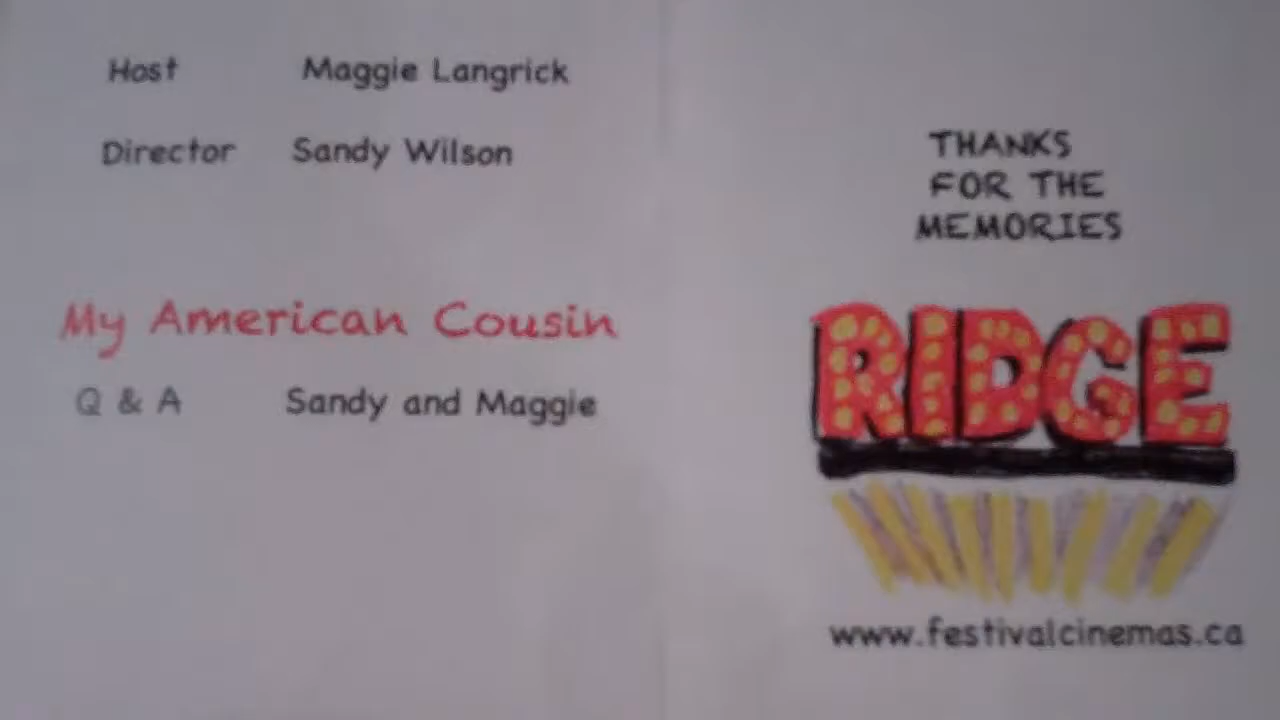 Host Maggie Langrick
Director Sandy Wilson
My American Cousin
Q & A Sandy and Maggie
THANKS
FOR THE
MEMORIES
RIDGE
www.festivalcinemas.ca